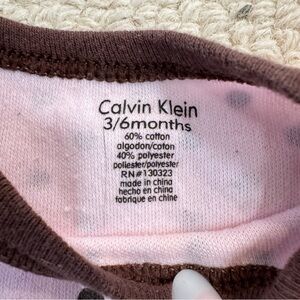 Calvin Klein
3/6months
60% cotton
algodon/coton
40% polyester
poliester/polyester
RN#130323
made in china
hecho en china
fabrique en chine